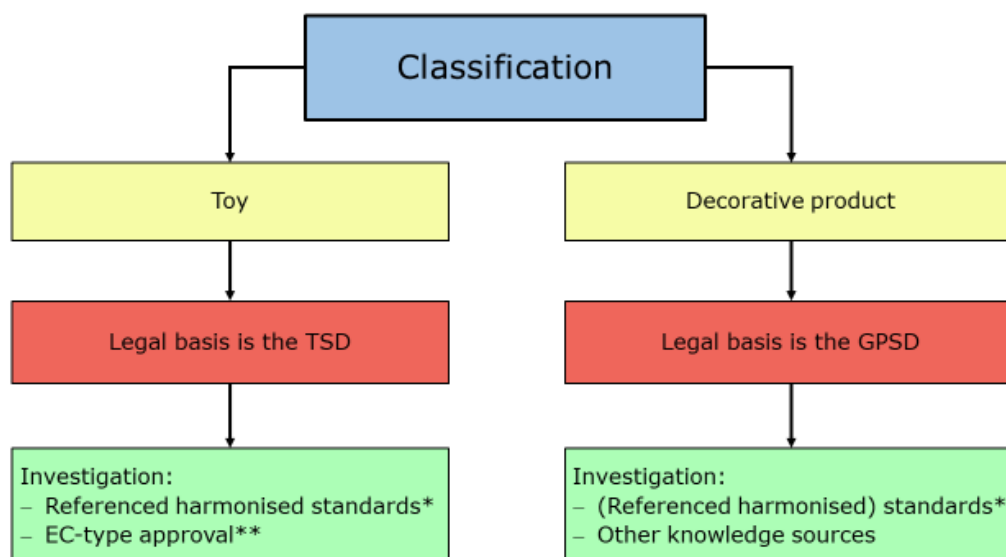 Classification
Toy
Decorative product
Legal basis is the TSD
Legal basis is the GPSD
Investigation:
– Referenced harmonised standards*
– EC-type approval**
Investigation:
– (Referenced harmonised) standards*
– Other knowledge sources